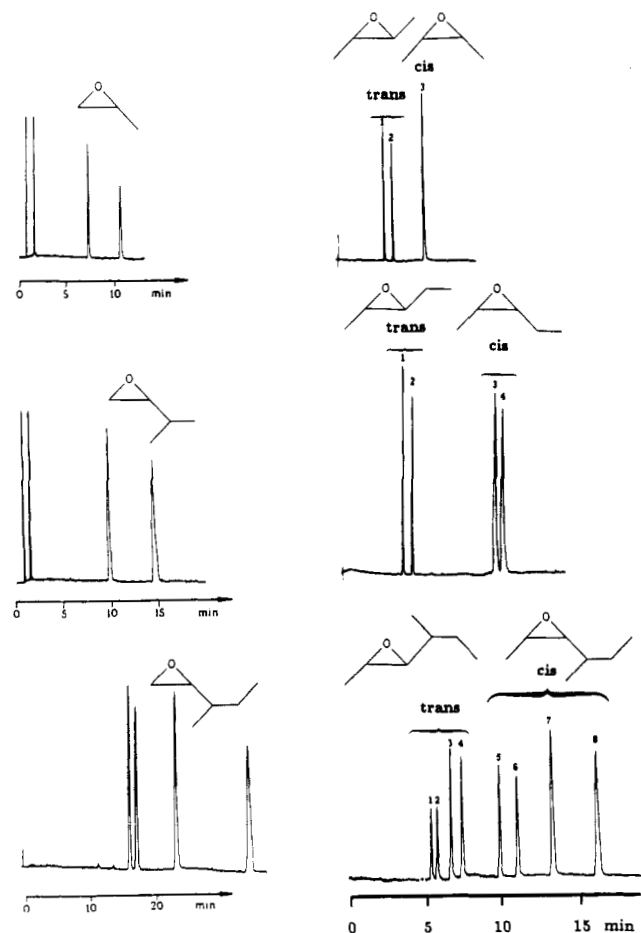 O
0 5 10 min
O
0 5 10 15 min
O
0 10 20 min
O O
cis
trans
1 2 3
O O
trans cis
1 2 3 4
O O
cis
trans
1 2 3 4 5 6 7 8
0 5 10 15 min